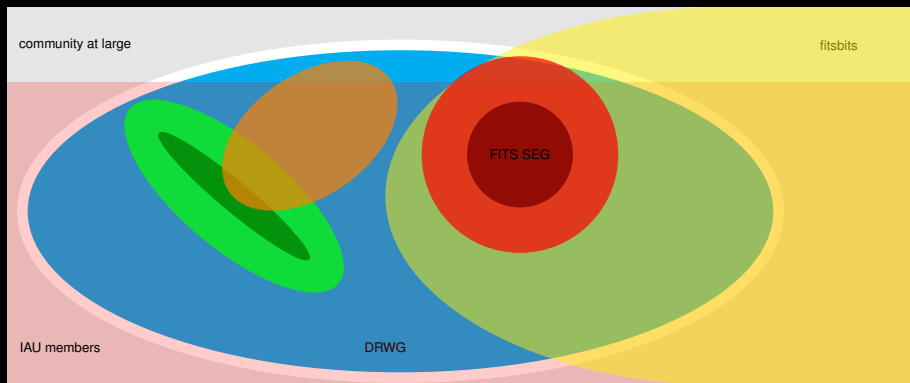 community at large
fitsbits
FITS SEG
IAU members
DRWG